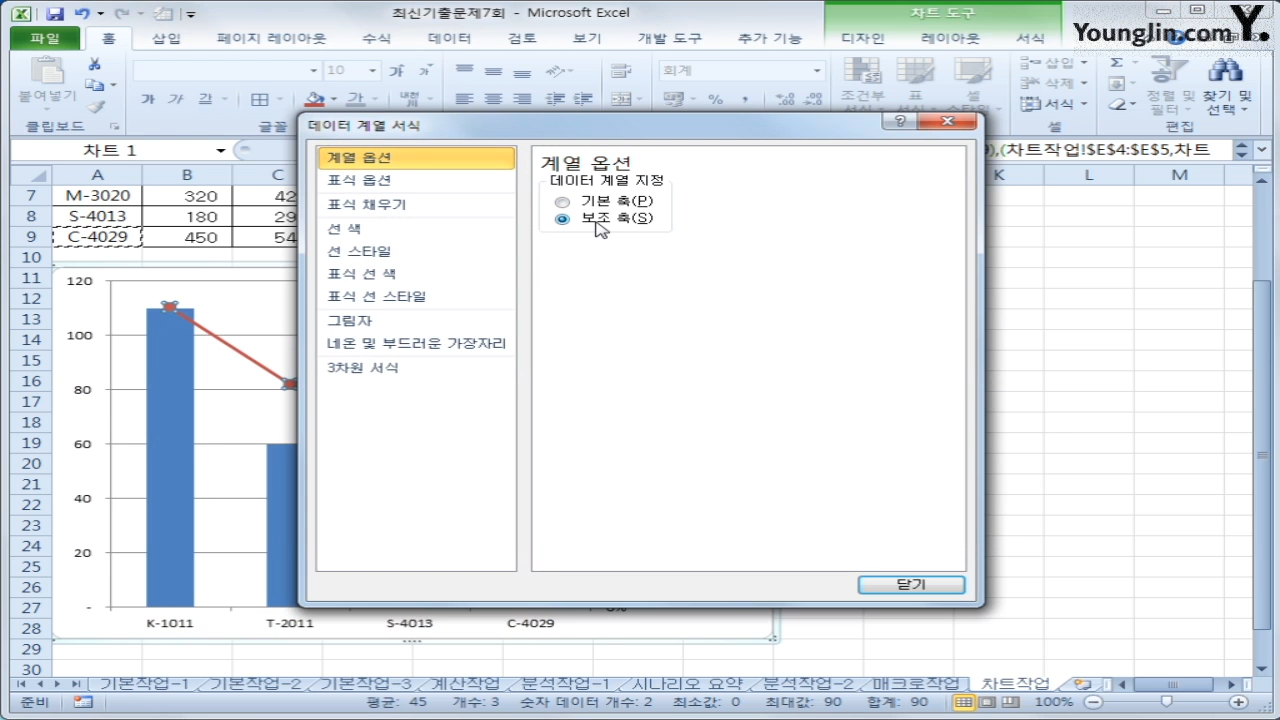 최신기출문제7회 - Microsoft Excel
차트 도구
Younglin.com Y.
파일 홈 삽입 페이지 레이아웃 수식 데이터 검토 보기 개발 도구 추가 기능 디자인 레이아웃 서식
붙여넣기
10
회계
조건부
표
셀
삽입
삭제
서식
정렬 및
필터
찾기 및
선택
클립보드
글꼴
셀
편집
차트 1
9),(차트작업!$E$4:$E$5,차트
A B C K L M
7 M-3020 320 42
8 S-4013 180 29
9 C-4029 450 54
10
11
12
13
14
15
16
17
18
19
20
21
22
23
24
25
26
27
28
29
30
120
100
80
60
40
20
-
K-1011 T-2011 S-4013 C-4029
데이터 계열 서식
계열 옵션
표식 옵션
표식 채우기
선 색
선 스타일
표식 선 색
표식 선 스타일
그림자
네온 및 부드러운 가장자리
3차원 서식
계열 옵션
데이터 계열 지정
기본 축(P)
보조 축(S)
닫기
기본작업-1 기본작업-2 기본작업-3 계산작업 분석작업-1 시나리오 요약 분석작업-2 매크로작업 차트작업
준비 평균: 45 개수: 3 숫자 데이터 개수: 2 최소값: 0 최대값: 90 합계: 90 100%